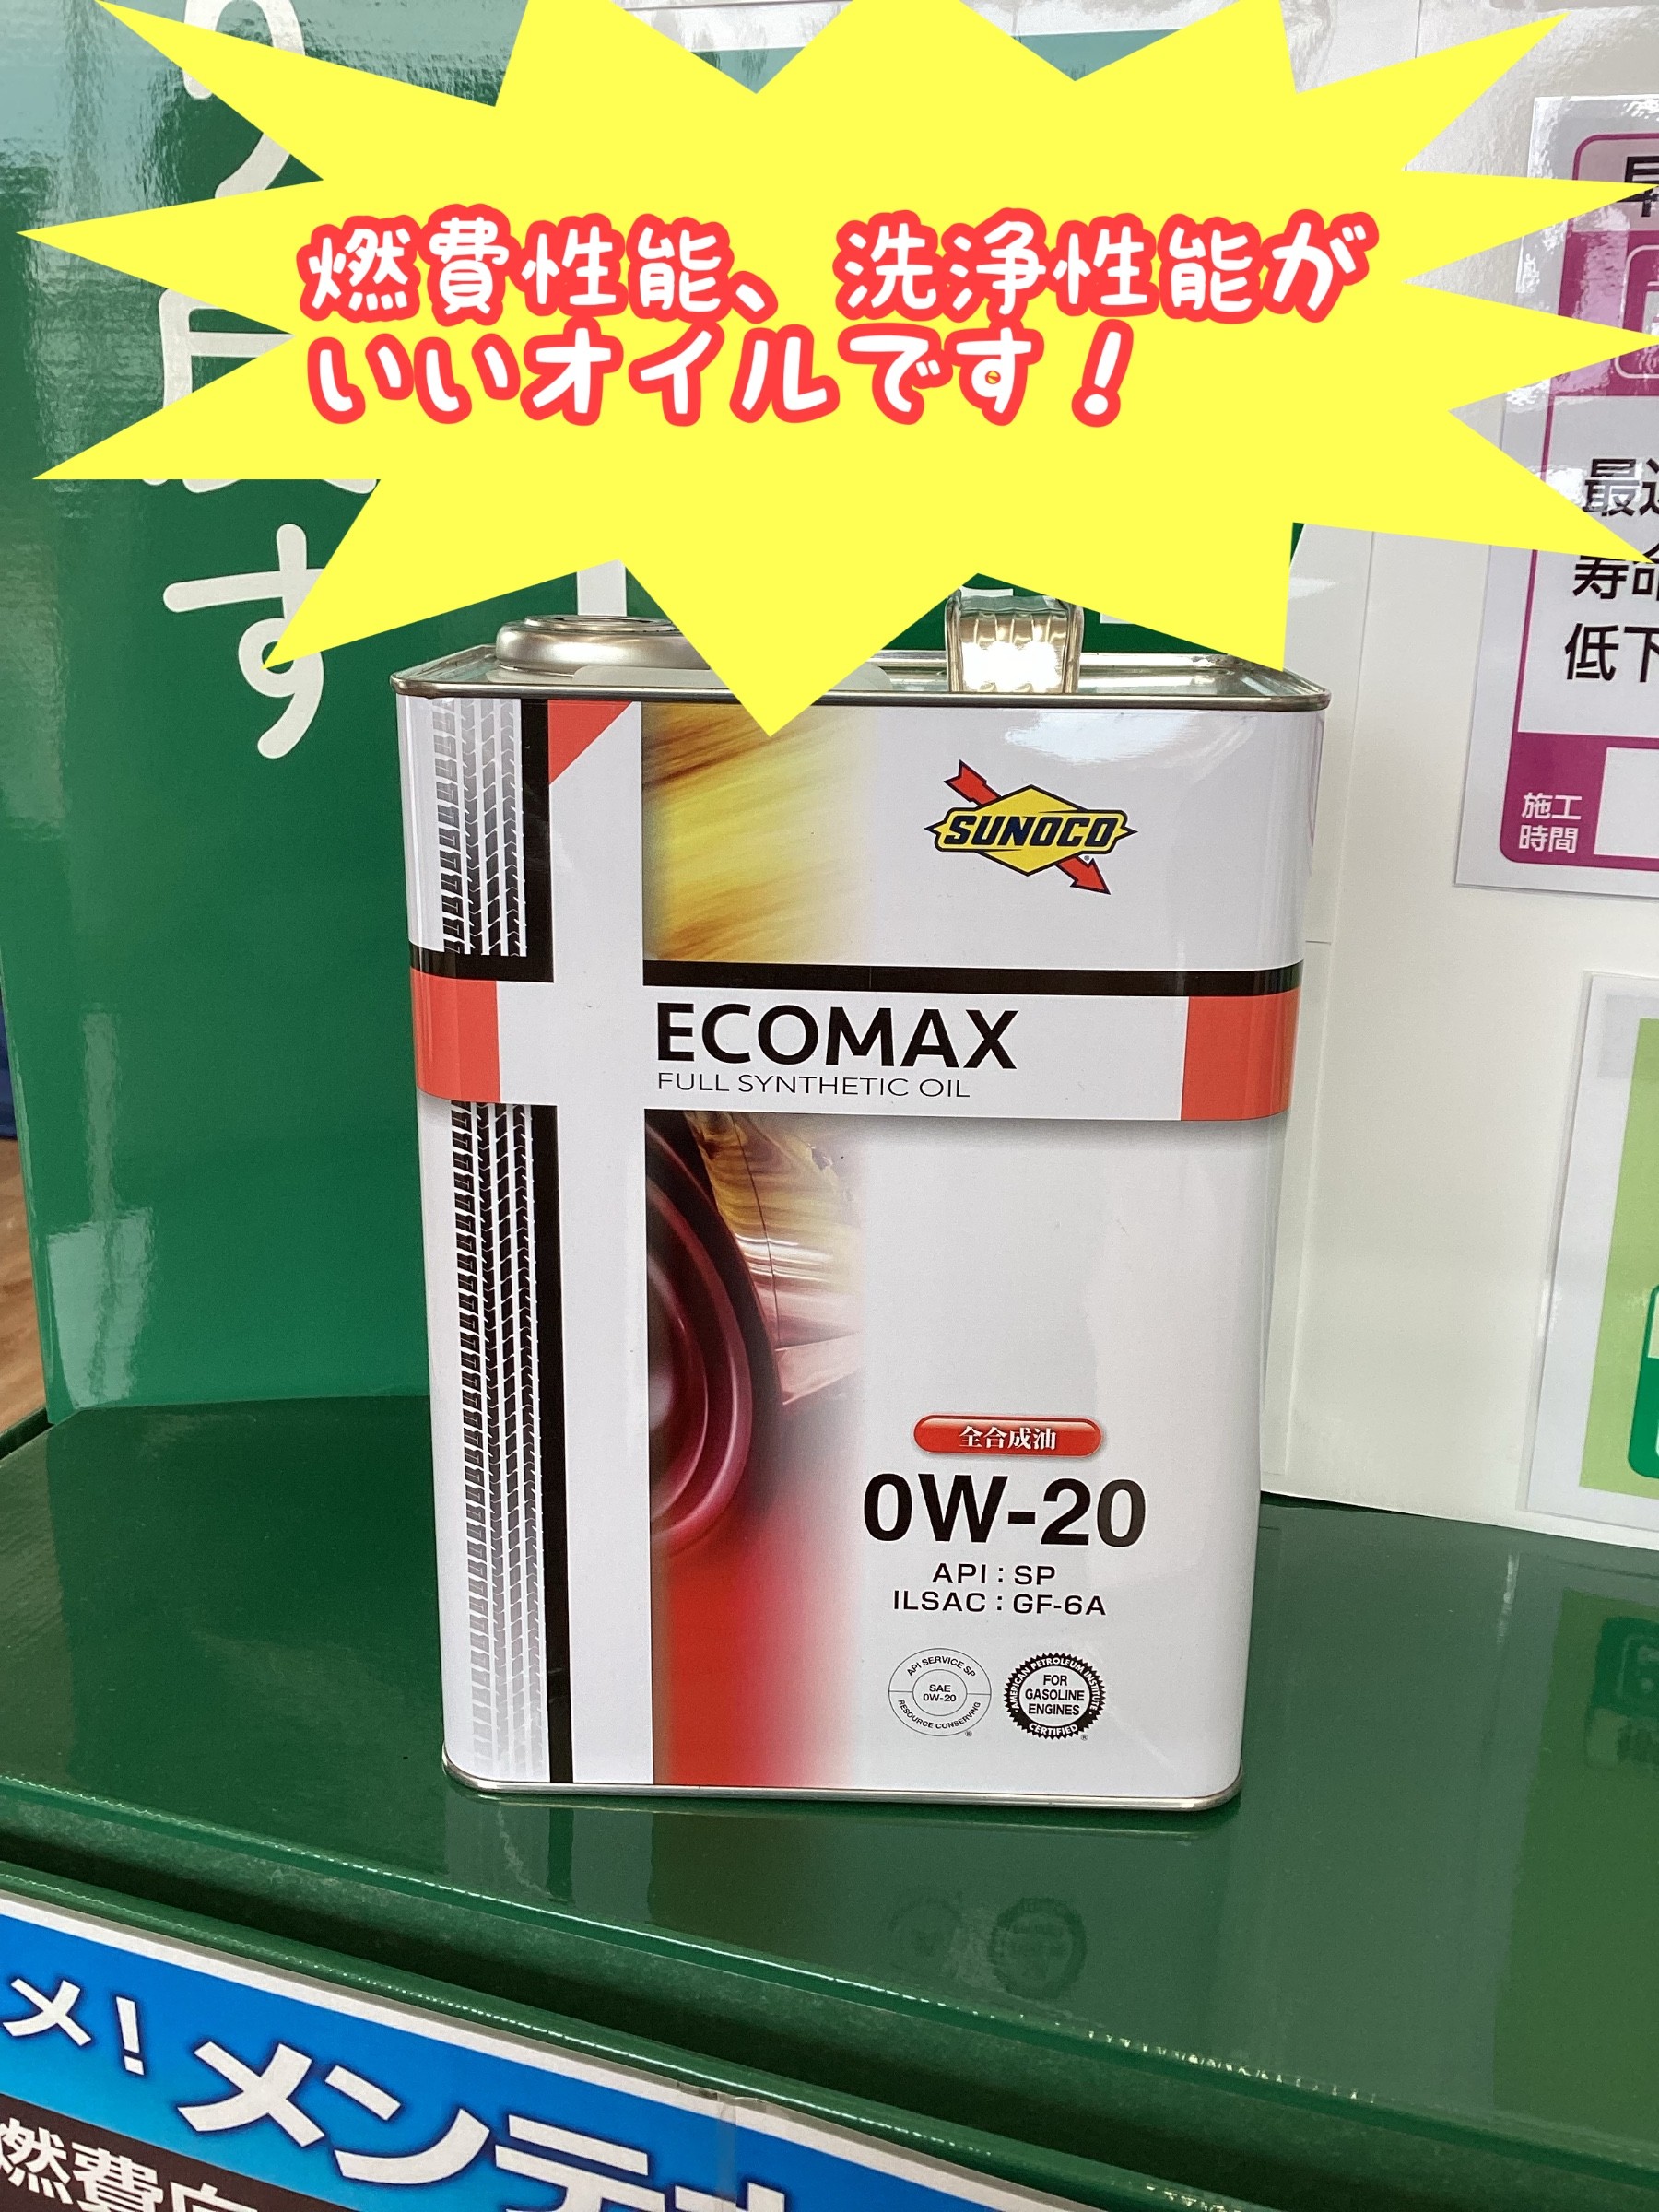 燃費性能、洗浄性能が
いいオイルです！
す
最
寿命
低下
施工
時間
SUNOCO
ECOMAX
FULL SYNTHETIC OIL
全合成油
0W-20
API : SP
ILSAC : GF-6A
API SERVICE SP
SAE
0W-20
RESOURCE CONSERVING
AMERICAN PETROLEUM INSTITUTE
FOR
GASOLINE
ENGINES
CERTIFIED
メ！メンテ
燃費